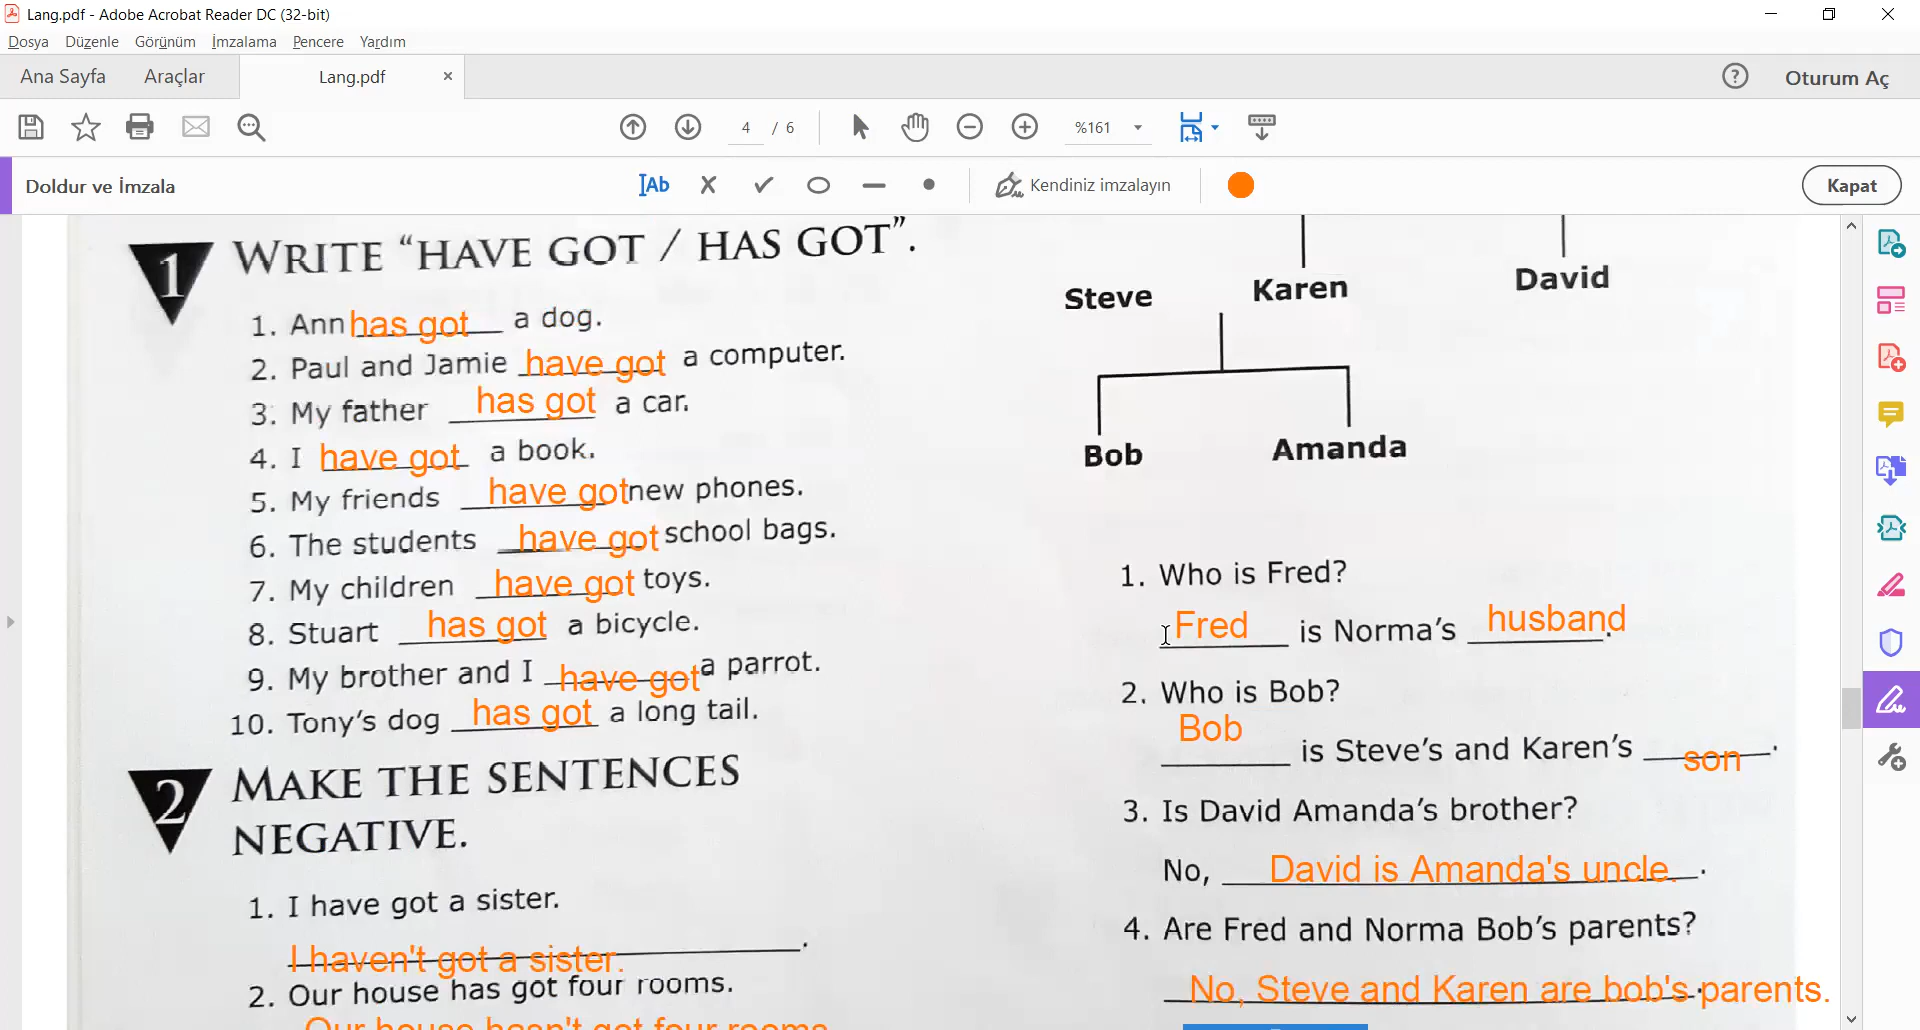 Lang.pdf - Adobe Acrobat Reader DC (32-bit)
Dosya Düzenle Görünüm İmzalama Pencere Yardım
Ana Sayfa Araçlar Lang.pdf × ? Oturum Aç
4 / 6 %161
Doldur ve İmzala Ab Kendiniz imzalayın Kapat
1 WRITE “HAVE GOT / HAS GOT”.
1. Ann has got a dog.
2. Paul and Jamie have got a computer.
3. My father has got a car.
4. I have got a book.
5. My friends have got new phones.
6. The students have got school bags.
7. My children have got toys.
8. Stuart has got a bicycle.
9. My brother and I have got a parrot.
10. Tony's dog has got a long tail.
2 MAKE THE SENTENCES
NEGATIVE.
1. I have got a sister.
I haven't got a sister.
2. Our house has got four rooms.
Our house hasn't got four rooms
Steve Karen David
Bob Amanda
1. Who is Fred?
Fred is Norma's husband.
2. Who is Bob?
Bob is Steve's and Karen's son.
3. Is David Amanda's brother?
No, David is Amanda's uncle. .
4. Are Fred and Norma Bob's parents?
No, Steve and Karen are bob's parents.